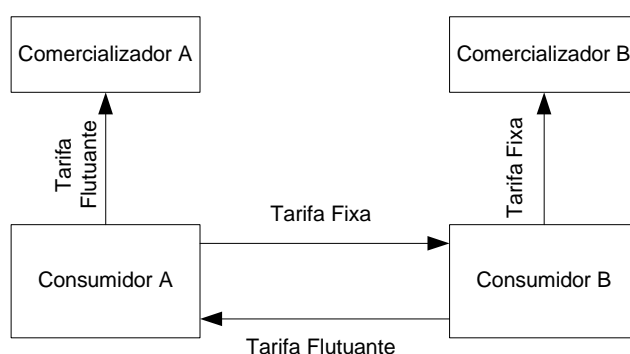 Comercializador A
Comercializador B
Tarifa
Flutuante
Tarifa Fixa
Tarifa Fixa
Consumidor A
Consumidor B
Tarifa Flutuante